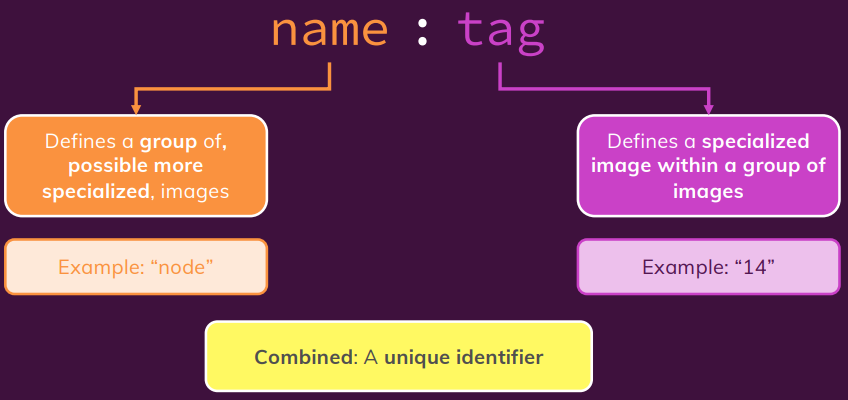 name : tag
Defines a group of,
possible more
specialized, images
Defines a specialized
image within a group of
images
Example: “node”
Example: “14”
Combined: A unique identifier